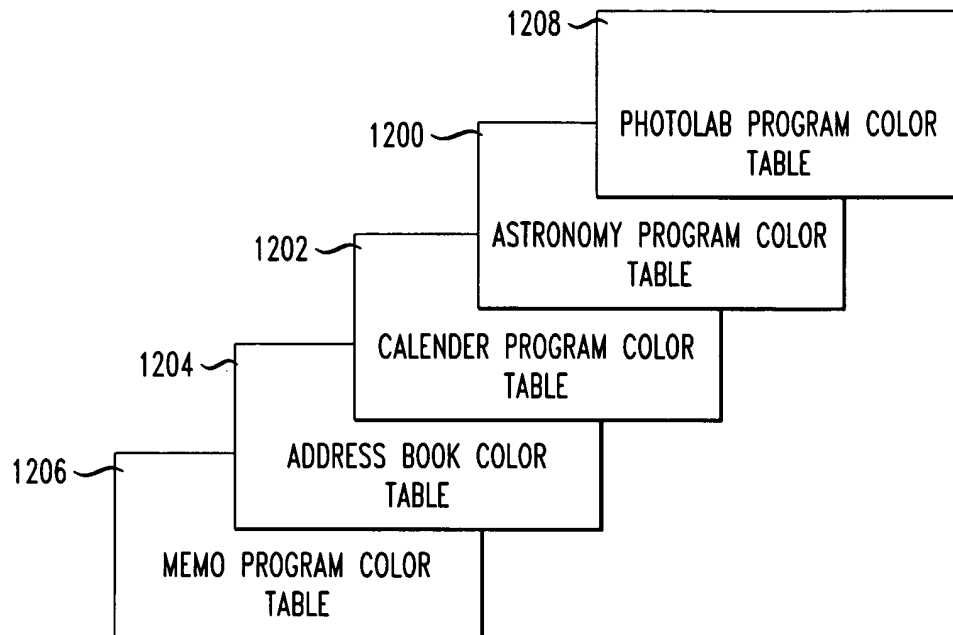 1208
PHOTOLAB PROGRAM COLOR
TABLE
1200
ASTRONOMY PROGRAM COLOR
TABLE
1202
CALENDER PROGRAM COLOR
TABLE
1204
ADDRESS BOOK COLOR
TABLE
1206
MEMO PROGRAM COLOR
TABLE